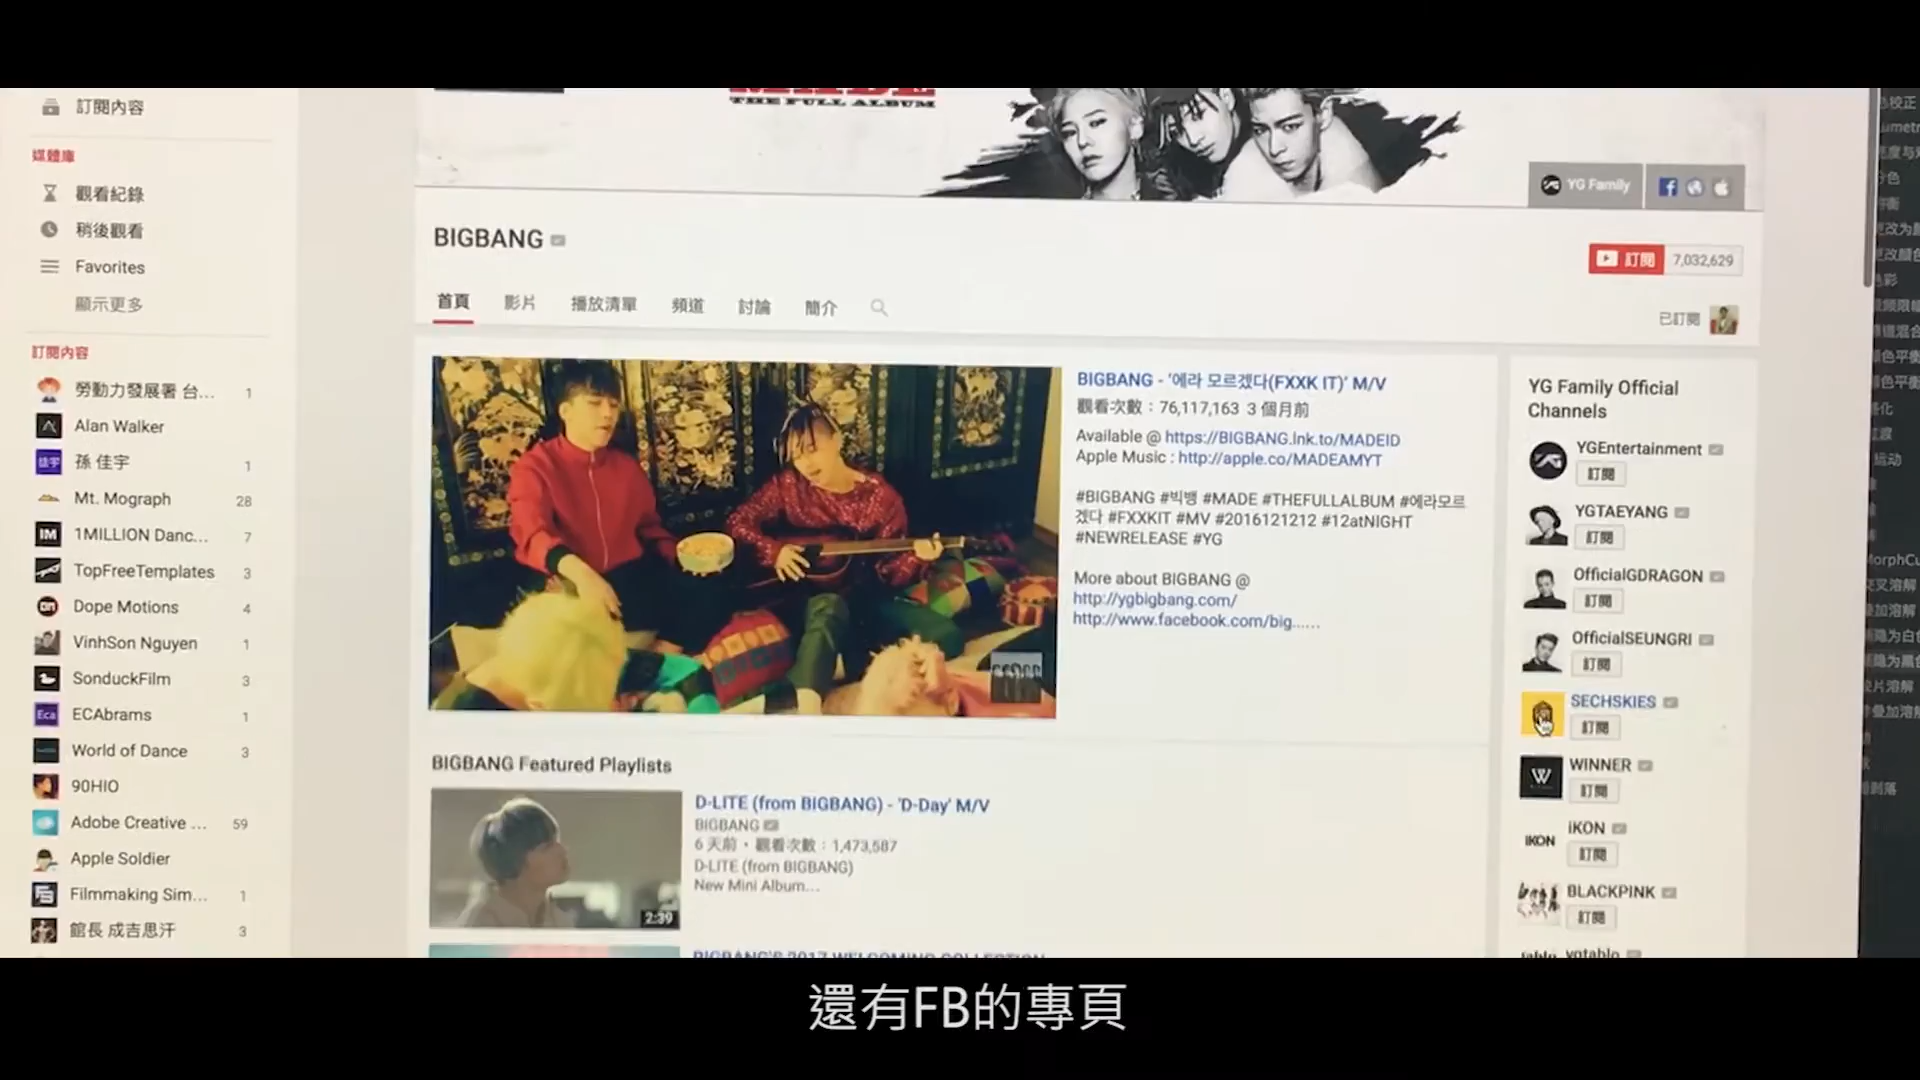 訂閱內容
媒體庫
觀看紀錄
稍後觀看
Favorites
顯示更多
訂閱內容
勞動力發展署 台... 1
Alan Walker
孫 佳宇 1
Mt. Mograph 28
1MILLION Danc... 7
TopFreeTemplates 3
Dope Motions 4
VinhSon Nguyen 1
SonduckFilm 3
ECAbrams 1
World of Dance 3
90HIO
Adobe Creative ... 59
Apple Soldier
Filmmaking Sim... 1
館長 成吉思汗 3
MADE
THE FULL ALBUM
YG Family
BIGBANG
訂閱 7,032,629
首頁 影片 播放清單 頻道 討論 簡介
已訂閱
BIGBANG - '에라 모르겠다(FXXK IT)' M/V
觀看次數：76,117,163 3 個月前
Available @ https://BIGBANG.lnk.to/MADEID
Apple Music : http://apple.co/MADEAMYT
#BIGBANG #빅뱅 #MADE #THEFULLALBUM #에라모르
겠다 #FXXKIT #MV #2016121212 #12atNIGHT
#NEWRELEASE #YG
More about BIGBANG @
http://ygbigbang.com/
http://www.facebook.com/big......
BIGBANG Featured Playlists
D-LITE (from BIGBANG) - 'D-Day' M/V
BIGBANG
6 天前・觀看次數：1,473,587
D-LITE (from BIGBANG)
New Mini Album...
2:39
BIGBANG'S 2017 WELCOMING COLLECTION
YG Family Official
Channels
YGEntertainment
訂閱
YGTAEYANG
訂閱
OfficialGDRAGON
訂閱
OfficialSEUNGRI
訂閱
SECHSKIES
訂閱
WINNER
訂閱
iKON
iKON
訂閱
BLACKPINK
訂閱
ygtablo
還有FB的專頁